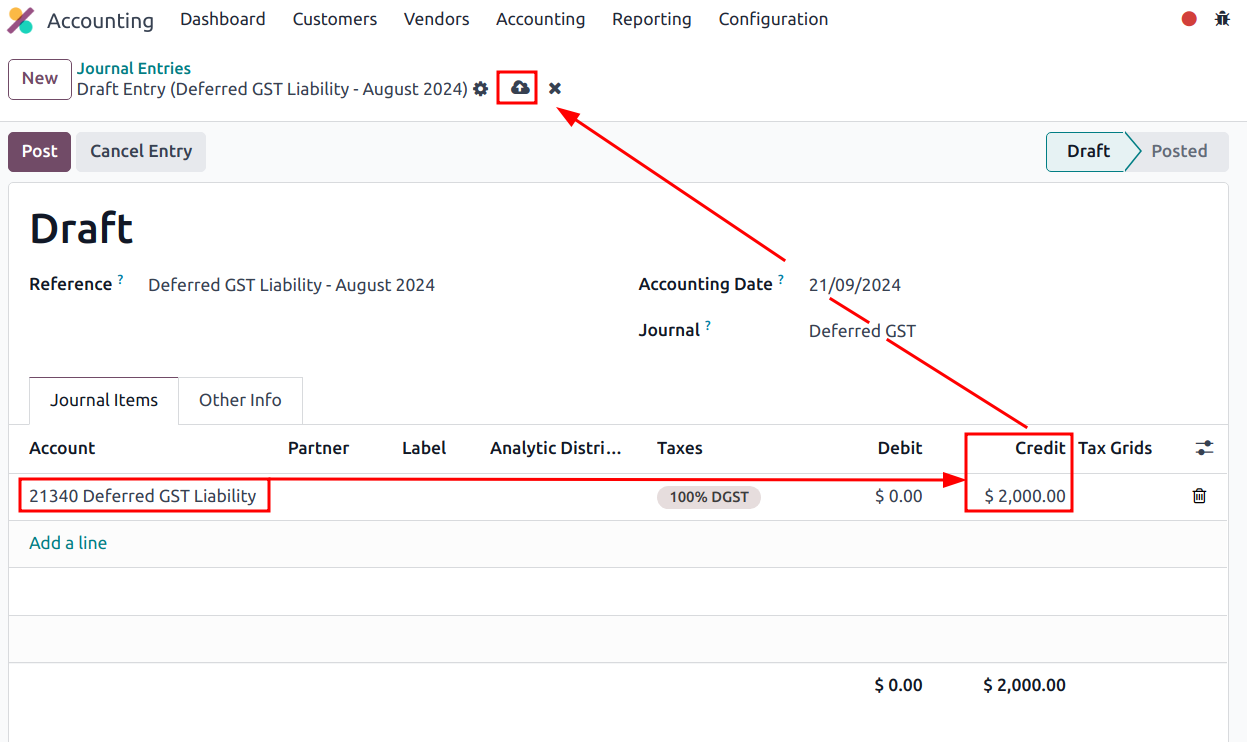 Accounting Dashboard Customers Vendors Accounting Reporting Configuration
New
Journal Entries
Draft Entry (Deferred GST Liability - August 2024)
Post Cancel Entry Draft Posted
Draft
Reference ? Deferred GST Liability - August 2024 Accounting Date ? 21/09/2024
Journal ? Deferred GST
Journal Items Other Info
Account Partner Label Analytic Distri... Taxes Debit Credit Tax Grids
21340 Deferred GST Liability 100% DGST $ 0.00 $ 2,000.00
Add a line
$ 0.00 $ 2,000.00